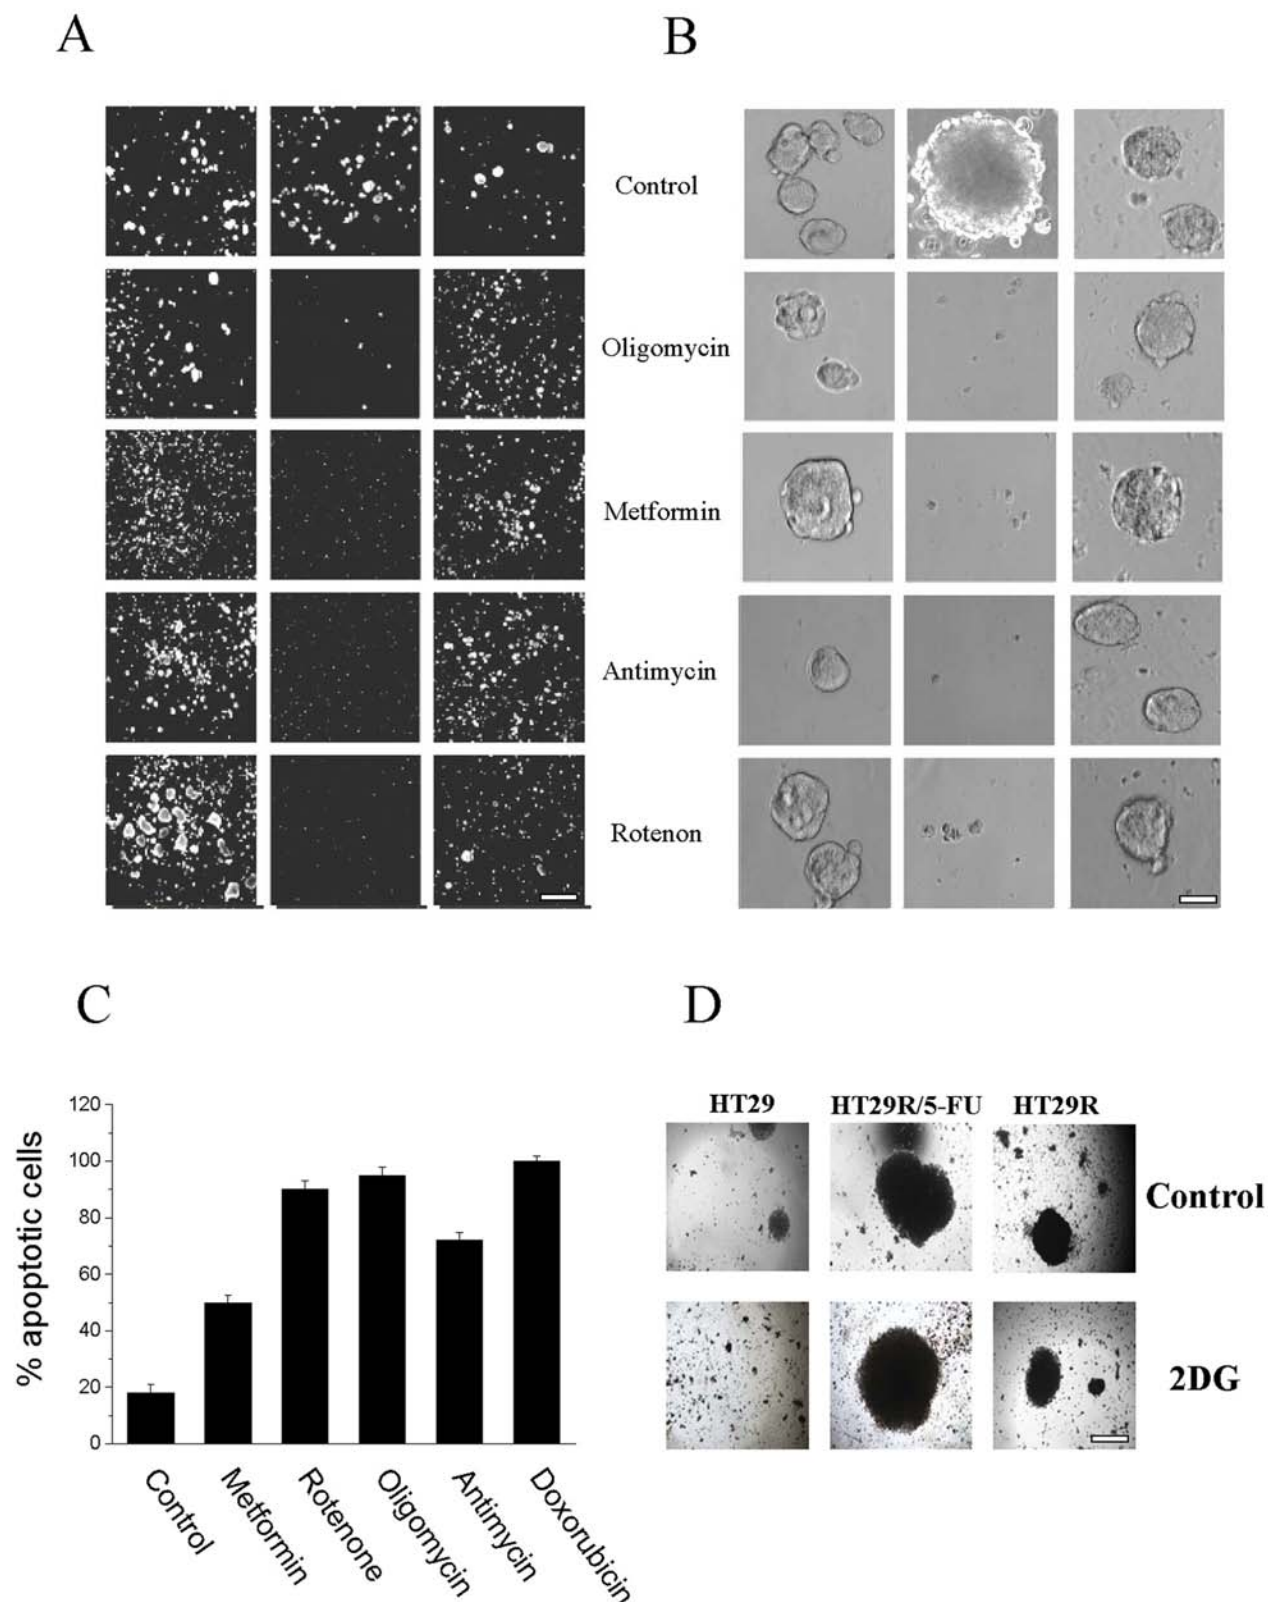 A
B
Control
Oligomycin
Metformin
Antimycin
Rotenon
C
D
120
100
80
60
40
20
0
% apoptotic cells
Control
Metformin
Rotenone
Oligomycin
Antimycin
Doxorubicin
HT29 HT29R/5-FU HT29R
Control
2DG